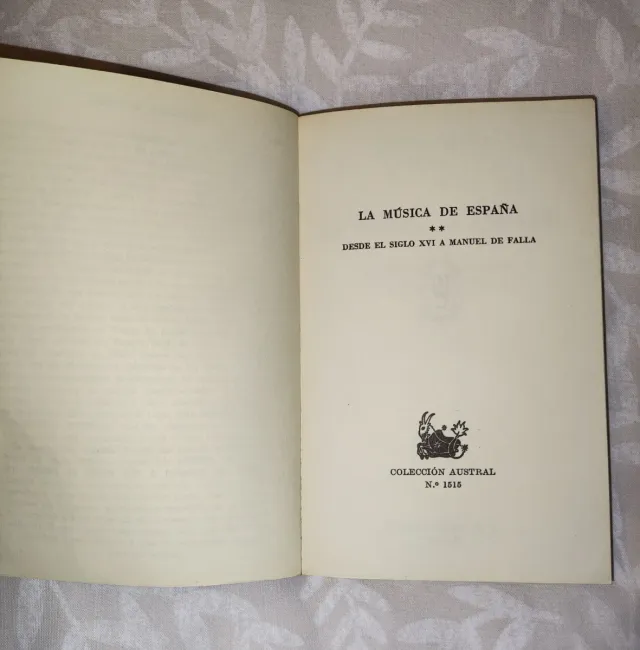 LA MÚSICA DE ESPAÑA
**
DESDE EL SIGLO XVI A MANUEL DE FALLA
COLECCIÓN AUSTRAL
N.º 1515